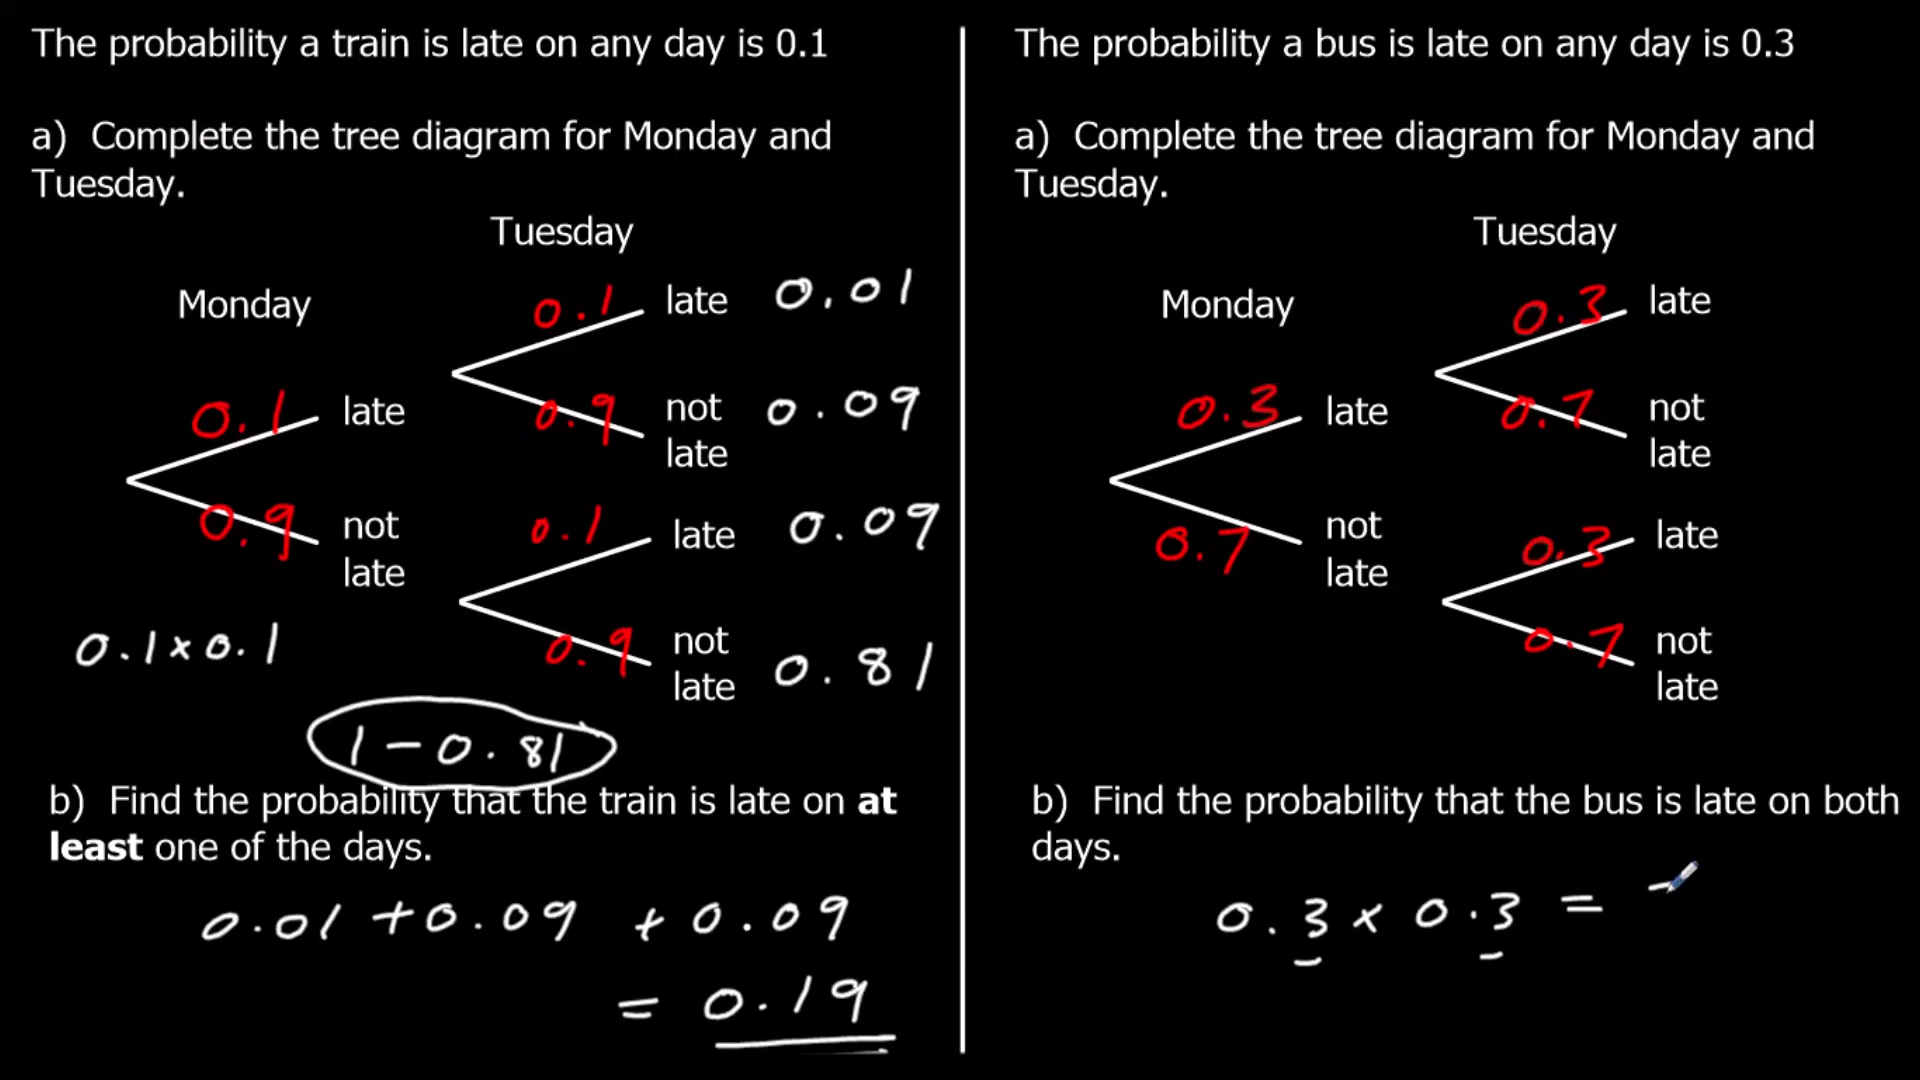 The probability a train is late on any day is 0.1
a) Complete the tree diagram for Monday and
Tuesday.
Tuesday
Monday
0.1 late 0.01
0.1 late
0.9 not
late 0.09
0.9 not
late
0.1 late 0.09
0.9 not
late 0.81
0.1 × 0.1
1 - 0.81
b) Find the probability that the train is late on at
least one of the days.
0.01 + 0.09 + 0.09
= 0.19
The probability a bus is late on any day is 0.3
a) Complete the tree diagram for Monday and
Tuesday.
Tuesday
Monday
0.3 late
0.3 late
0.7 not
late
0.7 not
late
0.3 late
0.7 not
late
b) Find the probability that the bus is late on both
days.
0.3 × 0.3 =